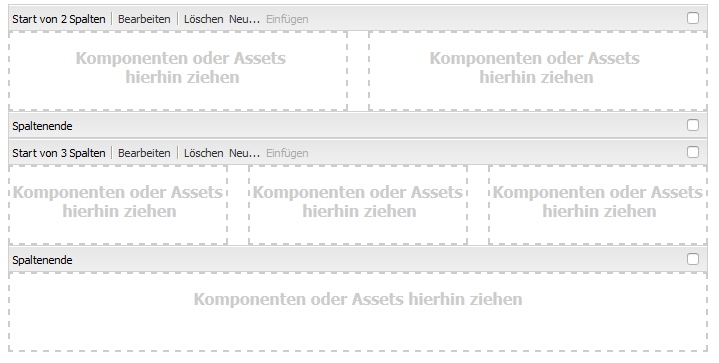 Start von 2 Spalten Bearbeiten Löschen Neu... Einfügen
Komponenten oder Assets
hierhin ziehen
Komponenten oder Assets
hierhin ziehen
Spaltenende
Start von 3 Spalten Bearbeiten Löschen Neu... Einfügen
Komponenten oder Assets
hierhin ziehen
Komponenten oder Assets
hierhin ziehen
Komponenten oder Assets
hierhin ziehen
Spaltenende
Komponenten oder Assets hierhin ziehen